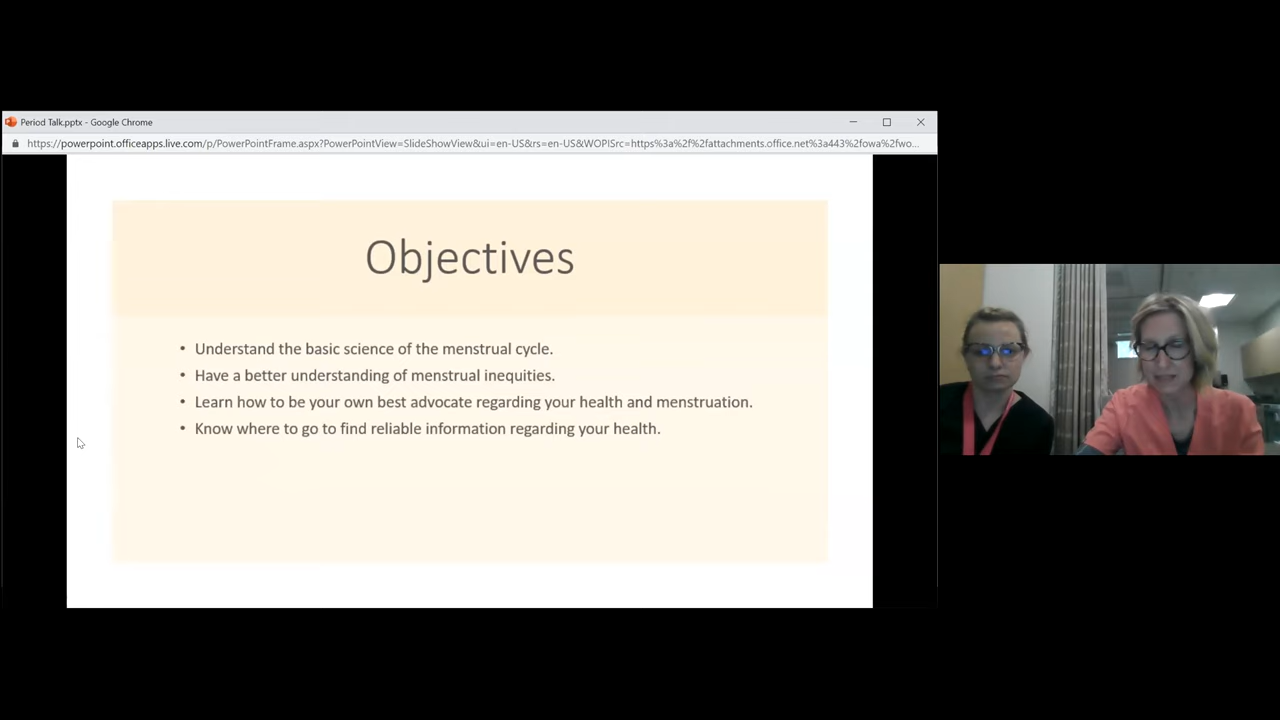 Period Talk.pptx - Google Chrome
https://powerpoint.officeapps.live.com/p/PowerPointFrame.aspx?PowerPointView=SlideShowView&ui=en-US&rs=en-US&WOPISrc=https%3a%2f%2fattachments.office.net%3a443%2fowa%2fwo...
Objectives
• Understand the basic science of the menstrual cycle.
• Have a better understanding of menstrual inequities.
• Learn how to be your own best advocate regarding your health and menstruation.
• Know where to go to find reliable information regarding your health.